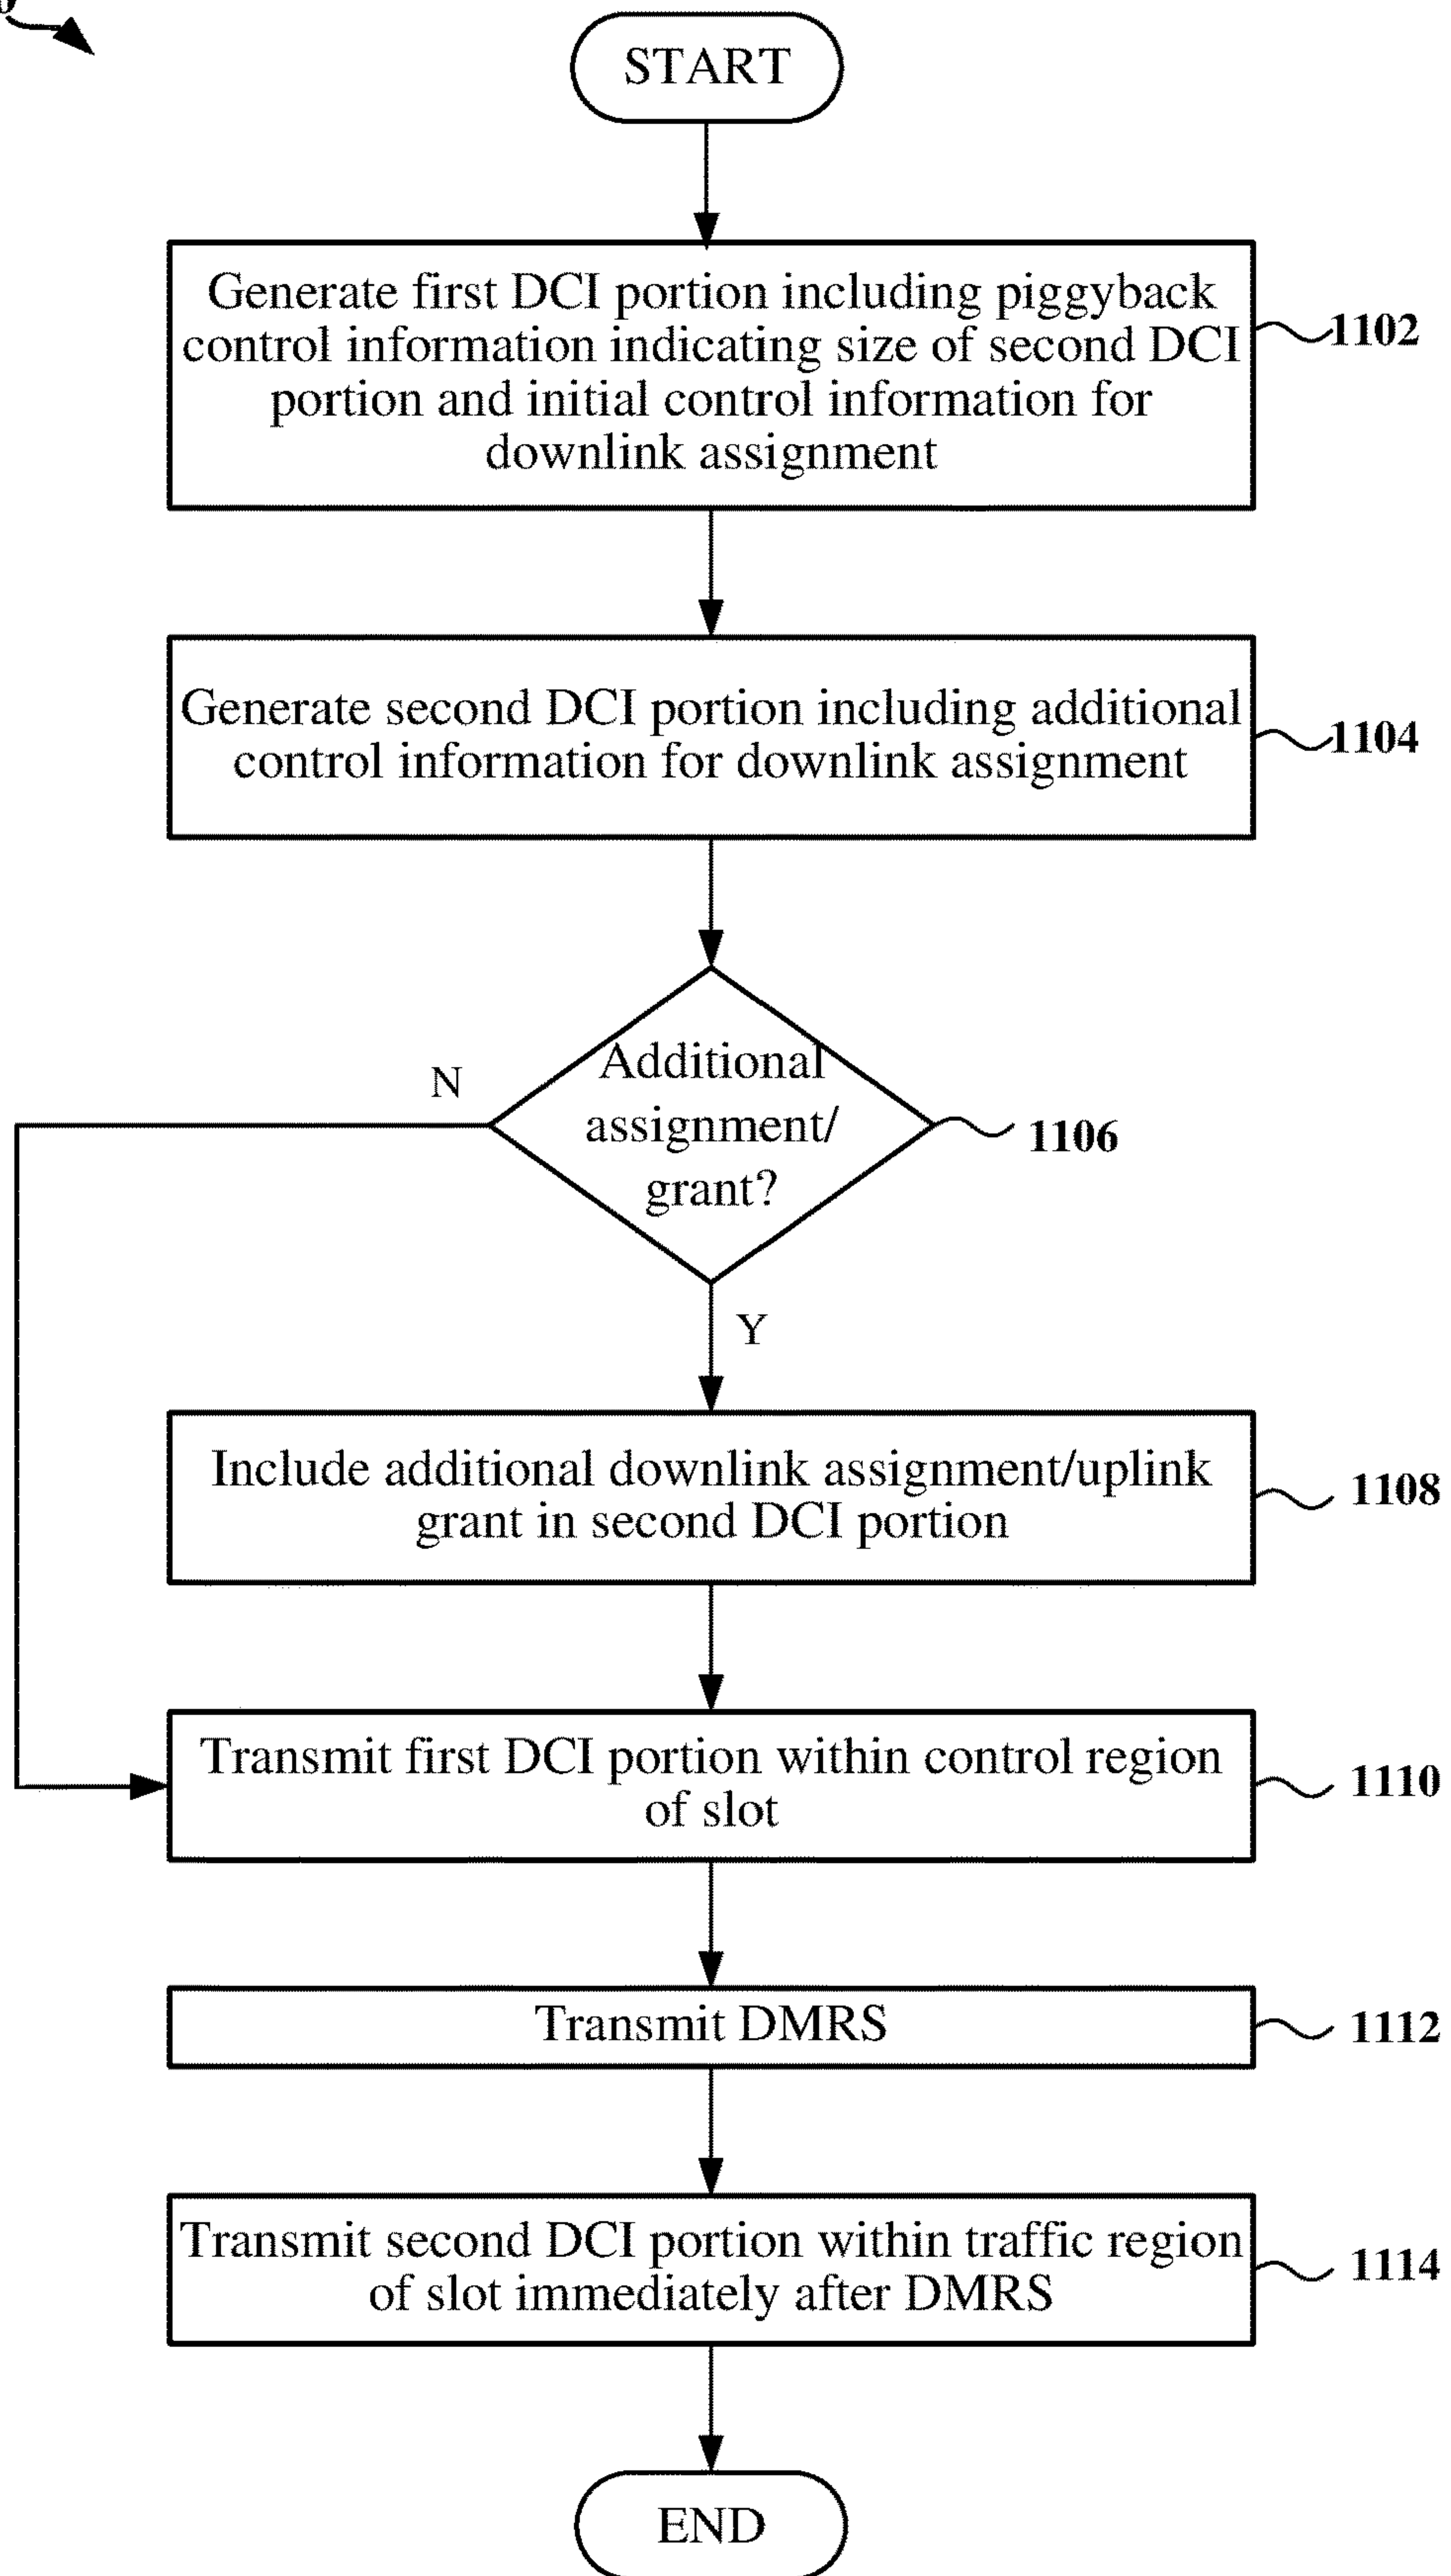 START
Generate first DCI portion including piggyback
control information indicating size of second DCI
portion and initial control information for
downlink assignment
1102
Generate second DCI portion including additional
control information for downlink assignment
1104
Additional
assignment/
grant?
1106
N
Y
Include additional downlink assignment/uplink
grant in second DCI portion
1108
Transmit first DCI portion within control region
of slot
1110
Transmit DMRS
1112
Transmit second DCI portion within traffic region
of slot immediately after DMRS
1114
END